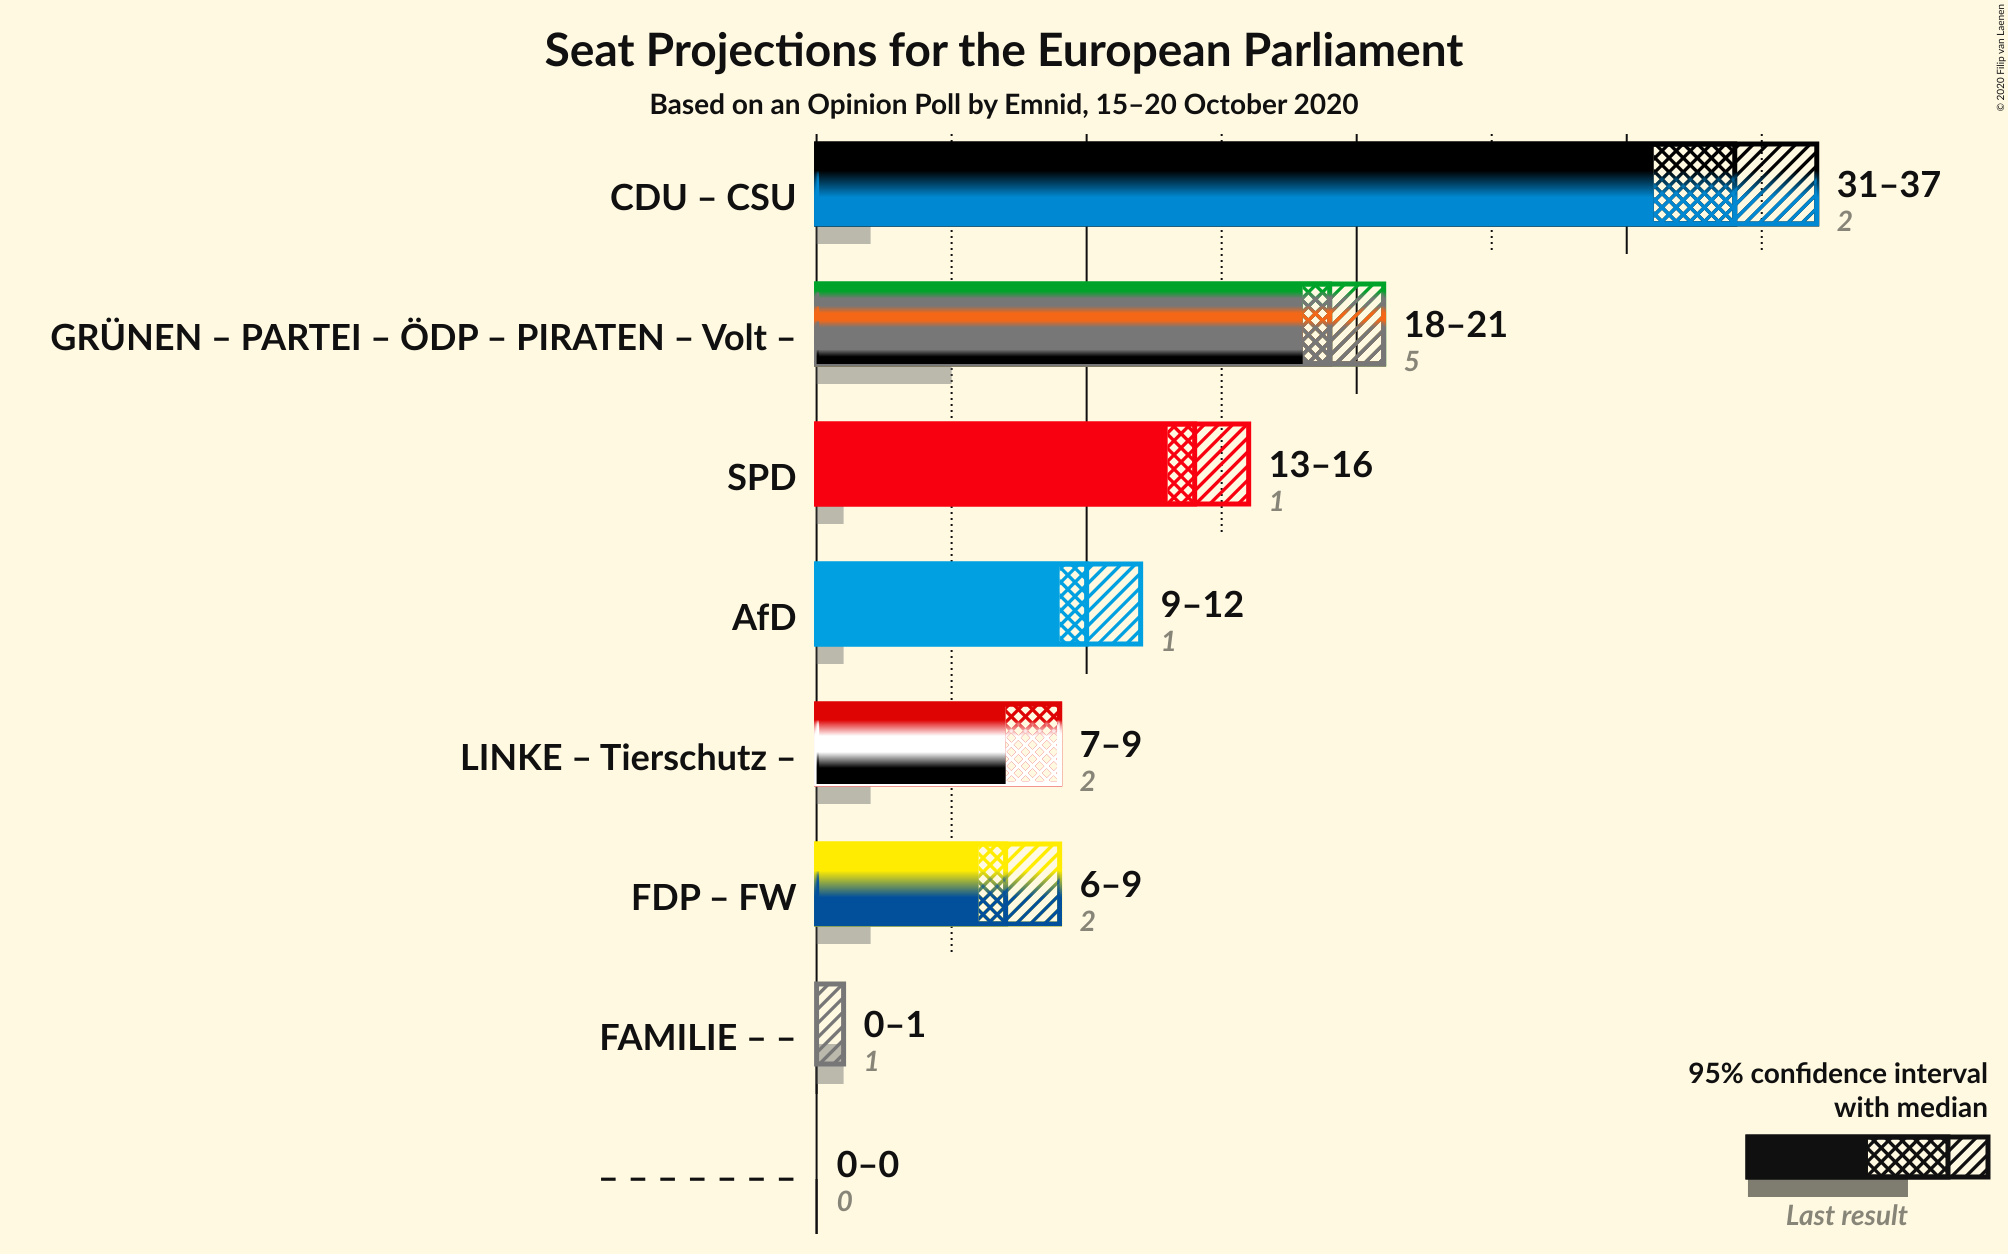 Seat Projections for the European Parliament
Based on an Opinion Poll by Emnid, 15–20 October 2020
© 2020 Filip van Laenen
CDU – CSU
31–37
2
GRÜNEN – PARTEI – ÖDP – PIRATEN – Volt –
18–21
5
SPD
13–16
1
AfD
9–12
1
LINKE – Tierschutz –
7–9
2
FDP – FW
6–9
2
FAMILIE – –
0–1
1
– – – – – – –
0–0
0
95% confidence interval
with median
Last result